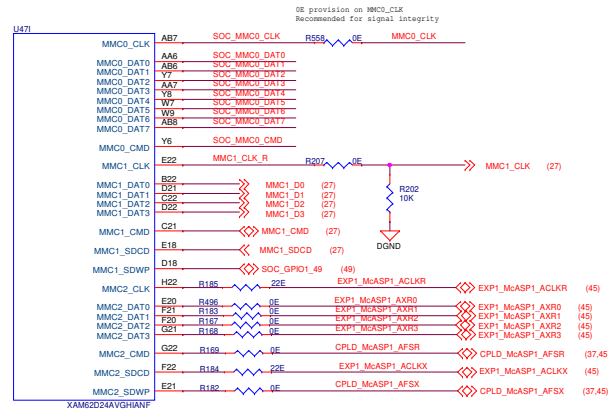 0E provision on MMC0_CLK
Recommended for signal integrity
U47I
MMC0_CLK AB7 SOC_MMC0_CLK R558 0E MMC0_CLK
MMC0_DAT0 AA6 SOC_MMC0_DAT0
MMC0_DAT1 AB6 SOC_MMC0_DAT1
MMC0_DAT2 Y7 SOC_MMC0_DAT2
MMC0_DAT3 AA7 SOC_MMC0_DAT3
MMC0_DAT4 Y8 SOC_MMC0_DAT4
MMC0_DAT5 W7 SOC_MMC0_DAT5
MMC0_DAT6 W9 SOC_MMC0_DAT6
MMC0_DAT7 AB8 SOC_MMC0_DAT7
MMC0_CMD Y6 SOC_MMC0_CMD
MMC1_CLK E22 MMC1_CLK_R R207 0E MMC1_CLK (27)
R202
10K
DGND
MMC1_DAT0 B22 MMC1_D0 (27)
MMC1_DAT1 D21 MMC1_D1 (27)
MMC1_DAT2 C22 MMC1_D2 (27)
MMC1_DAT3 D22 MMC1_D3 (27)
MMC1_CMD C21 MMC1_CMD (27)
MMC1_SDCD E18 MMC1_SDCD (27)
MMC1_SDWP D18 SOC_GPIO1_49 (49)
MMC2_CLK H22 R185 22E EXP1_McASP1_ACLKR EXP1_McASP1_ACLKR (45)
MMC2_DAT0 E20 R496 0E EXP1_McASP1_AXR0 EXP1_McASP1_AXR0 (45)
MMC2_DAT1 F21 R183 0E EXP1_McASP1_AXR1 EXP1_McASP1_AXR1 (45)
MMC2_DAT2 F20 R167 0E EXP1_McASP1_AXR2 EXP1_McASP1_AXR2 (45)
MMC2_DAT3 G21 R168 0E EXP1_McASP1_AXR3 EXP1_McASP1_AXR3 (45)
MMC2_CMD G22 R169 0E CPLD_McASP1_AFSR CPLD_McASP1_AFSR (37,45
MMC2_SDCD F22 R184 22E EXP1_McASP1_ACLKX EXP1_McASP1_ACLKX (45)
MMC2_SDWP E21 R182 0E CPLD_McASP1_AFSX CPLD_McASP1_AFSX (37,45
XAM62D24AVGHIANF